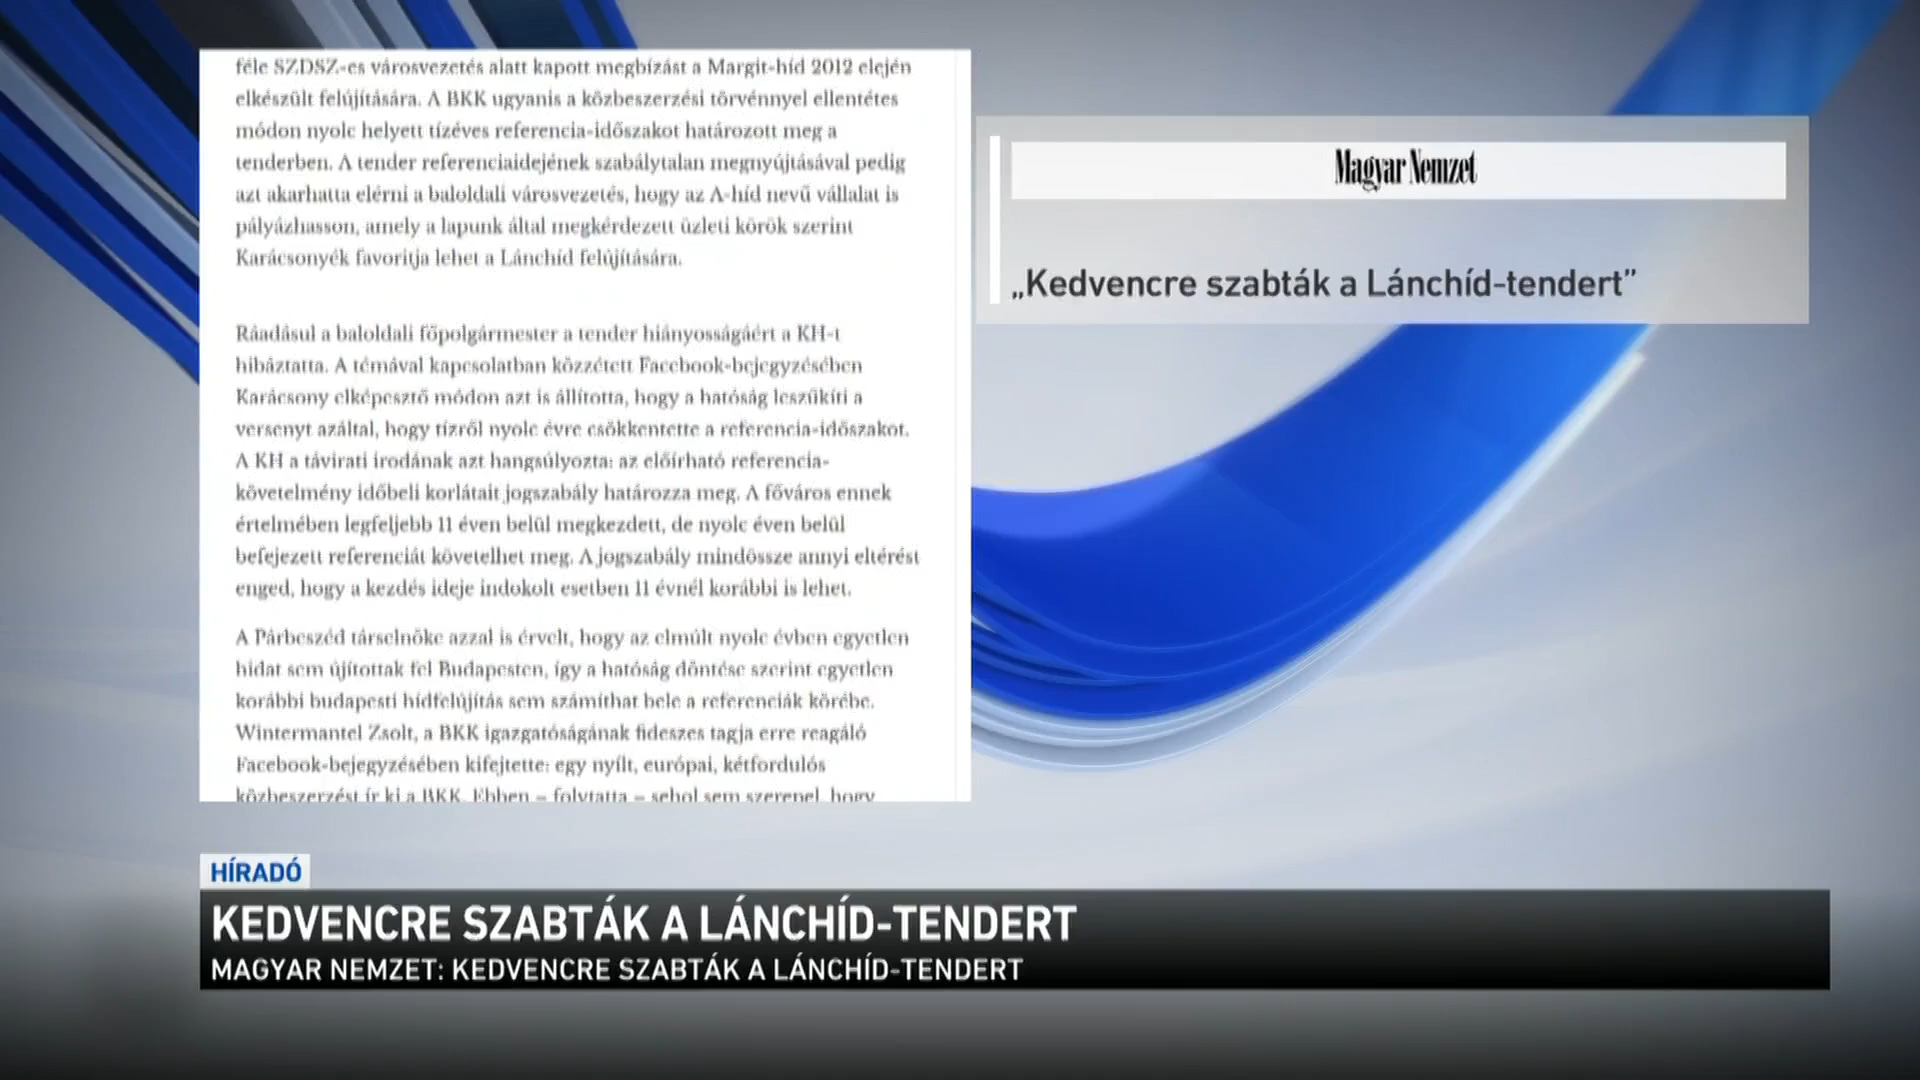 féle SZDSZ-es városvezetés alatt kapott megbízást a Margit-híd 2012 elején
elkészült felújítására. A BKK ugyanis a közbeszerzési törvénnyel ellentétes
módon nyolc helyett tízéves referencia-időszakot határozott meg a
tenderben. A tender referenciaidejének szabálytalan megnyújtásával pedig
azt akarhatta elérni a baloldali városvezetés, hogy az A-híd nevű vállalat is
pályázhasson, amely a lapunk által megkérdezett üzleti körök szerint
Karácsonyék favoritja lehet a Lánchíd felújítására.
Ráadásul a baloldali főpolgármester a tender hiányosságáért a KH-t
hibáztatta. A témával kapcsolatban közzétett Facebook-bejegyzésében
Karácsony elképesztő módon azt is állította, hogy a hatóság leszűkíti a
versenyt azáltal, hogy tízről nyolc évre csökkentette a referencia-időszakot.
A KH a távirati irodának azt hangsúlyozta: az előírható referencia-
követelmény időbeli korlátait jogszabály határozza meg. A főváros ennek
értelmében legfeljebb 11 éven belül megkezdett, de nyolc éven belül
befejezett referenciát követelhet meg. A jogszabály mindössze annyi eltérést
enged, hogy a kezdés ideje indokolt esetben 11 évnél korábbi is lehet.
A Párbeszéd társelnöke azzal is érvelt, hogy az elmúlt nyolc évben egyetlen
hidat sem újítottak fel Budapesten, így a hatóság döntése szerint egyetlen
korábbi budapesti hídfelújítás sem számíthat bele a referenciák körébe.
Wintermantel Zsolt, a BKK igazgatóságának fideszes tagja erre reagáló
Facebook-bejegyzésében kifejtette: egy nyílt, európai, kétfordulós
közbeszerzést ír ki a BKK. Ebben – folytatta – sehol sem szerepel, hogy
Magyar Nemzet
„Kedvencre szabták a Lánchíd-tendert”
HÍRADÓ
KEDVENCRE SZABTÁK A LÁNCHÍD-TENDERT
MAGYAR NEMZET: KEDVENCRE SZABTÁK A LÁNCHÍD-TENDERT